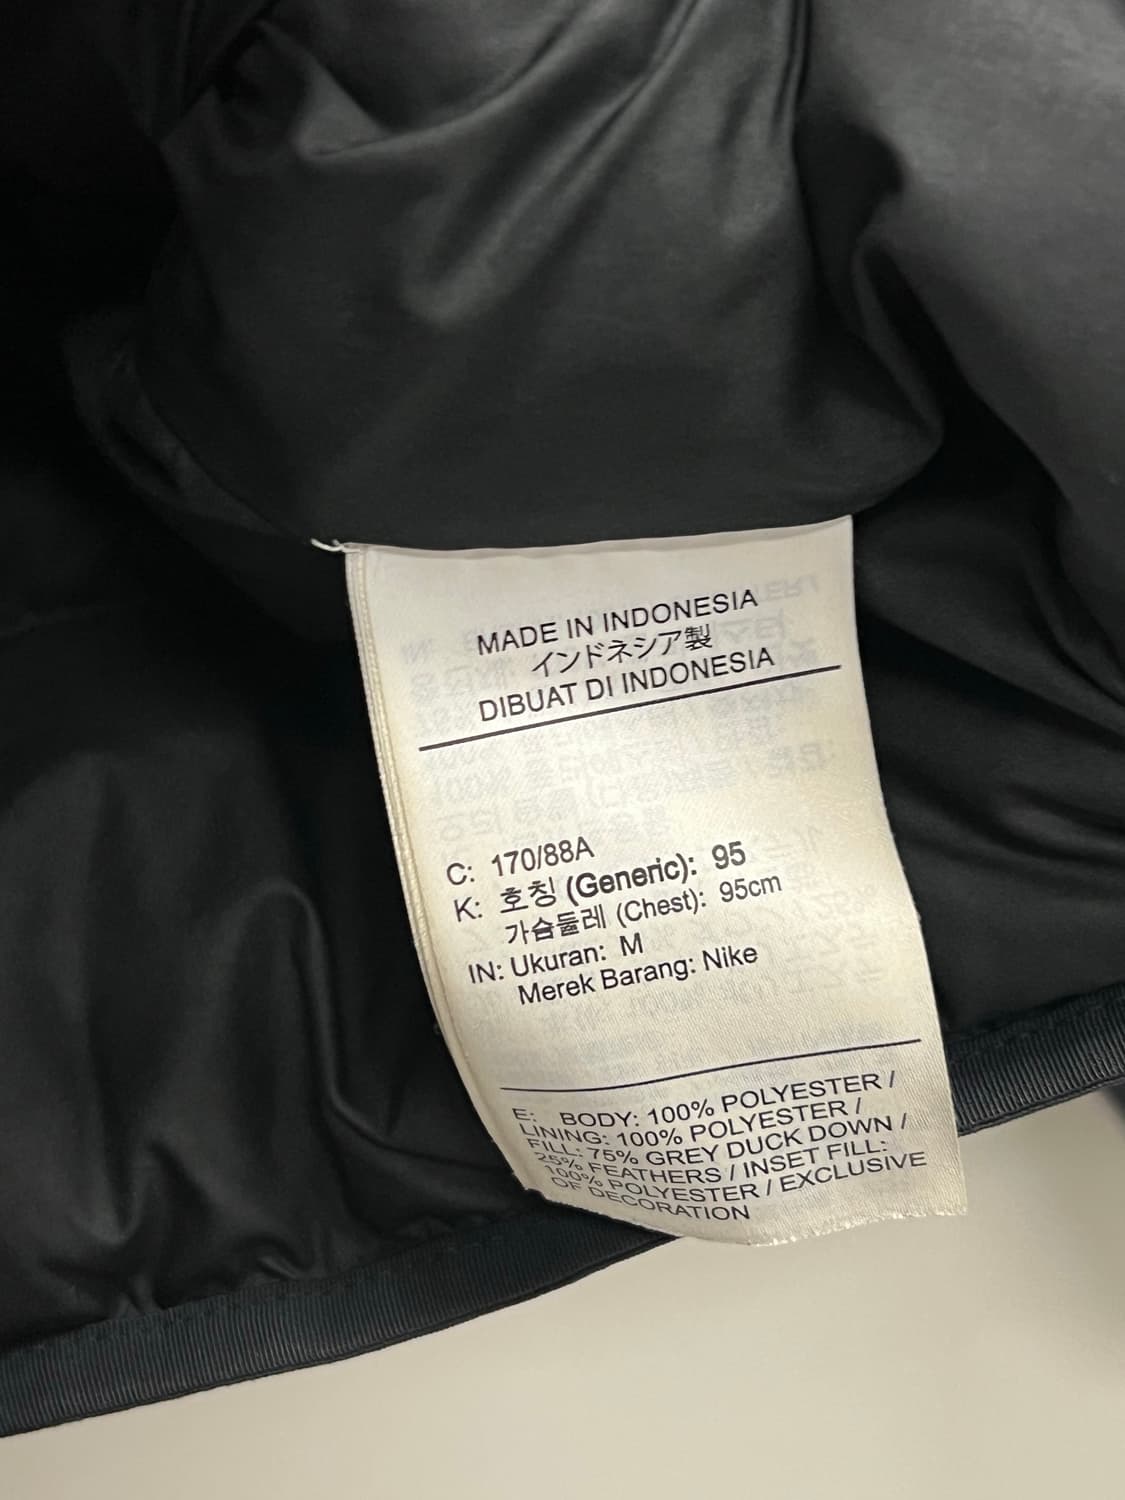 MADE IN INDONESIA
インドネシア製
DIBUAT DI INDONESIA
C: 170/88A
K: 호칭 (Generic): 95
가슴둘레 (Chest): 95cm
IN: Ukuran: M
Merek Barang: Nike
E: BODY: 100% POLYESTER /
LINING: 100% POLYESTER /
FILL: 75% GREY DUCK DOWN /
25% FEATHERS / INSET FILL:
100% POLYESTER / EXCLUSIVE
OF DECORATION